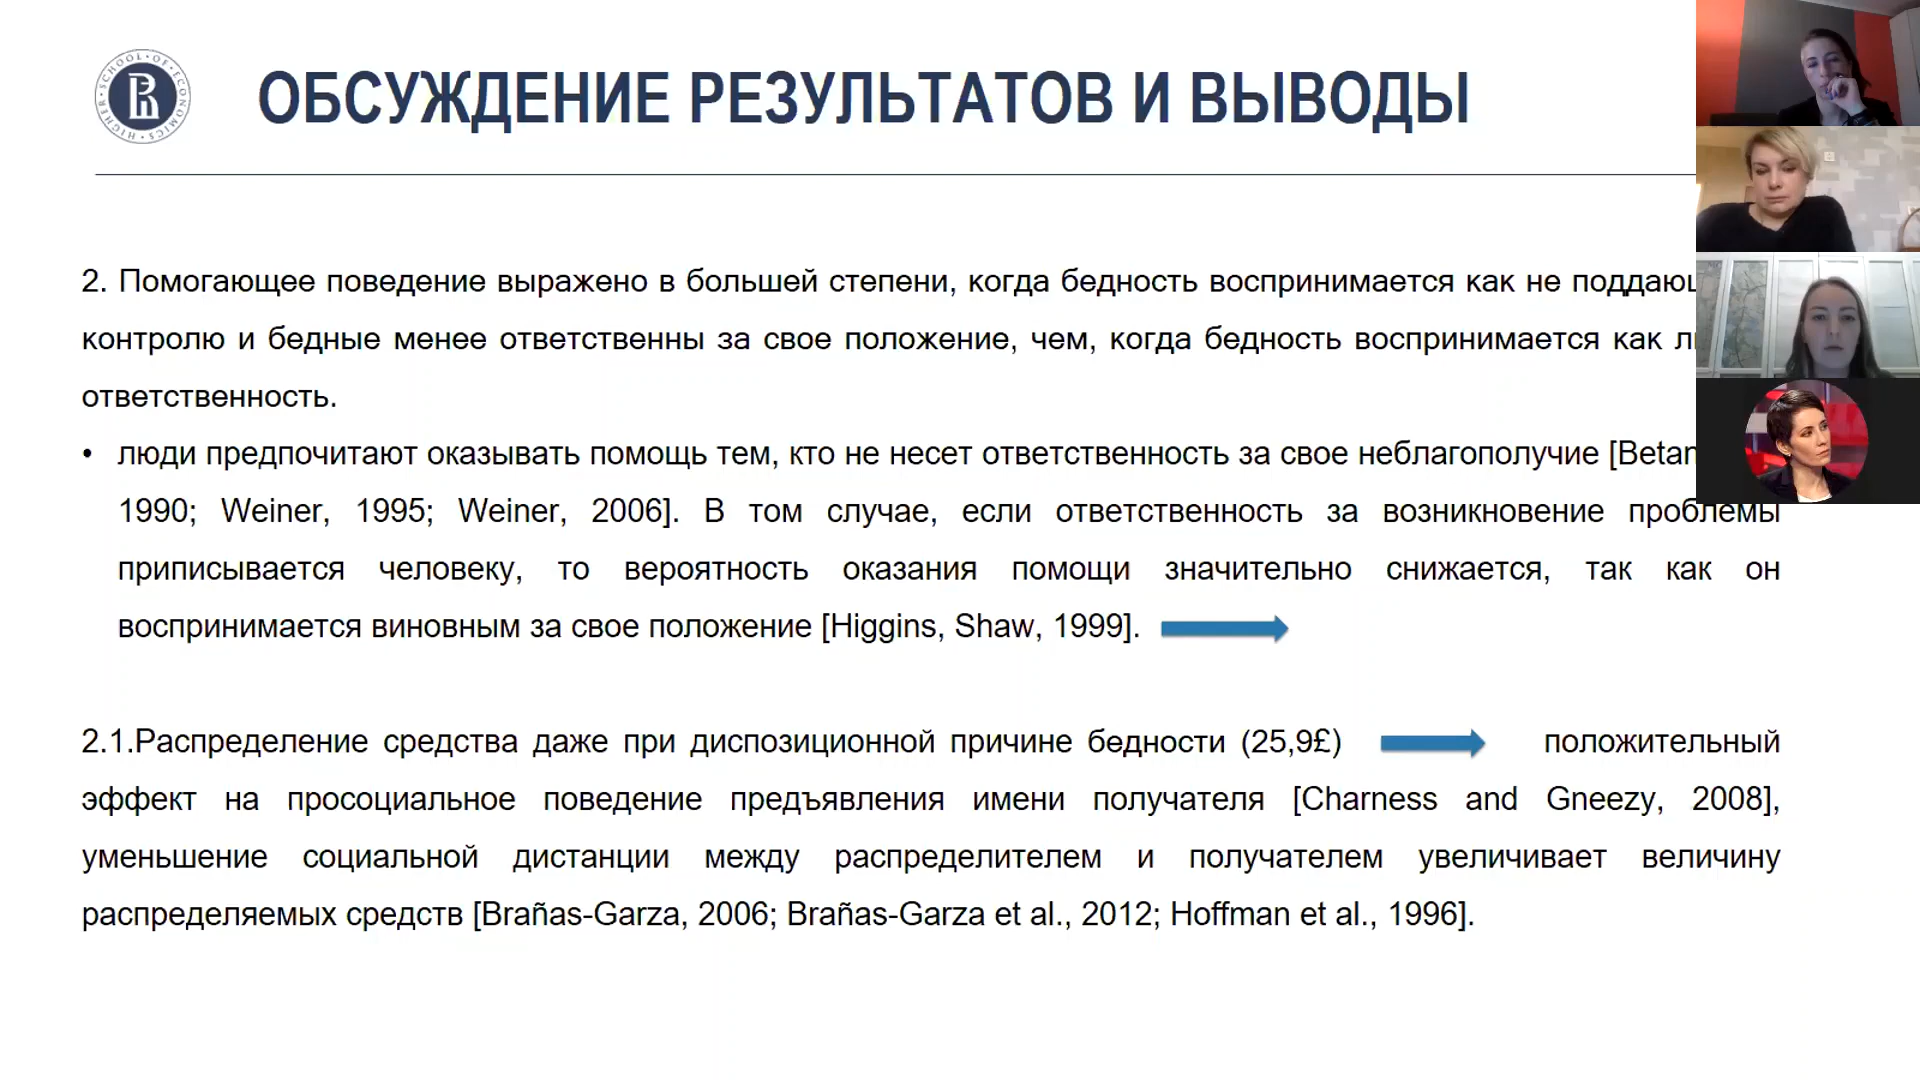 HIGHER · SCHOOL · OF · ECONOMICS
ОБСУЖДЕНИЕ РЕЗУЛЬТАТОВ И ВЫВОДЫ
2. Помогающее поведение выражено в большей степени, когда бедность воспринимается как не
контролю и бедные менее ответственны за свое положение, чем, когда бедность воспринимается как
ответственность.
• люди предпочитают оказывать помощь тем, кто не несет ответственность за свое неблагополучие
1990; Weiner, 1995; Weiner, 2006]. В том случае, если ответственность за возникновение проблемы
приписывается человеку, то вероятность оказания помощи значительно снижается, так как он
воспринимается виновным за свое положение [Higgins, Shaw, 1999].
2.1.Распределение средства даже при диспозиционной причине бедности (25,9£) положительный
эффект на просоциальное поведение предъявления имени получателя [Charness and Gneezy, 2008],
уменьшение социальной дистанции между распределителем и получателем увеличивает величину
распределяемых средств [Brañas-Garza, 2006; Brañas-Garza et al., 2012; Hoffman et al., 1996].